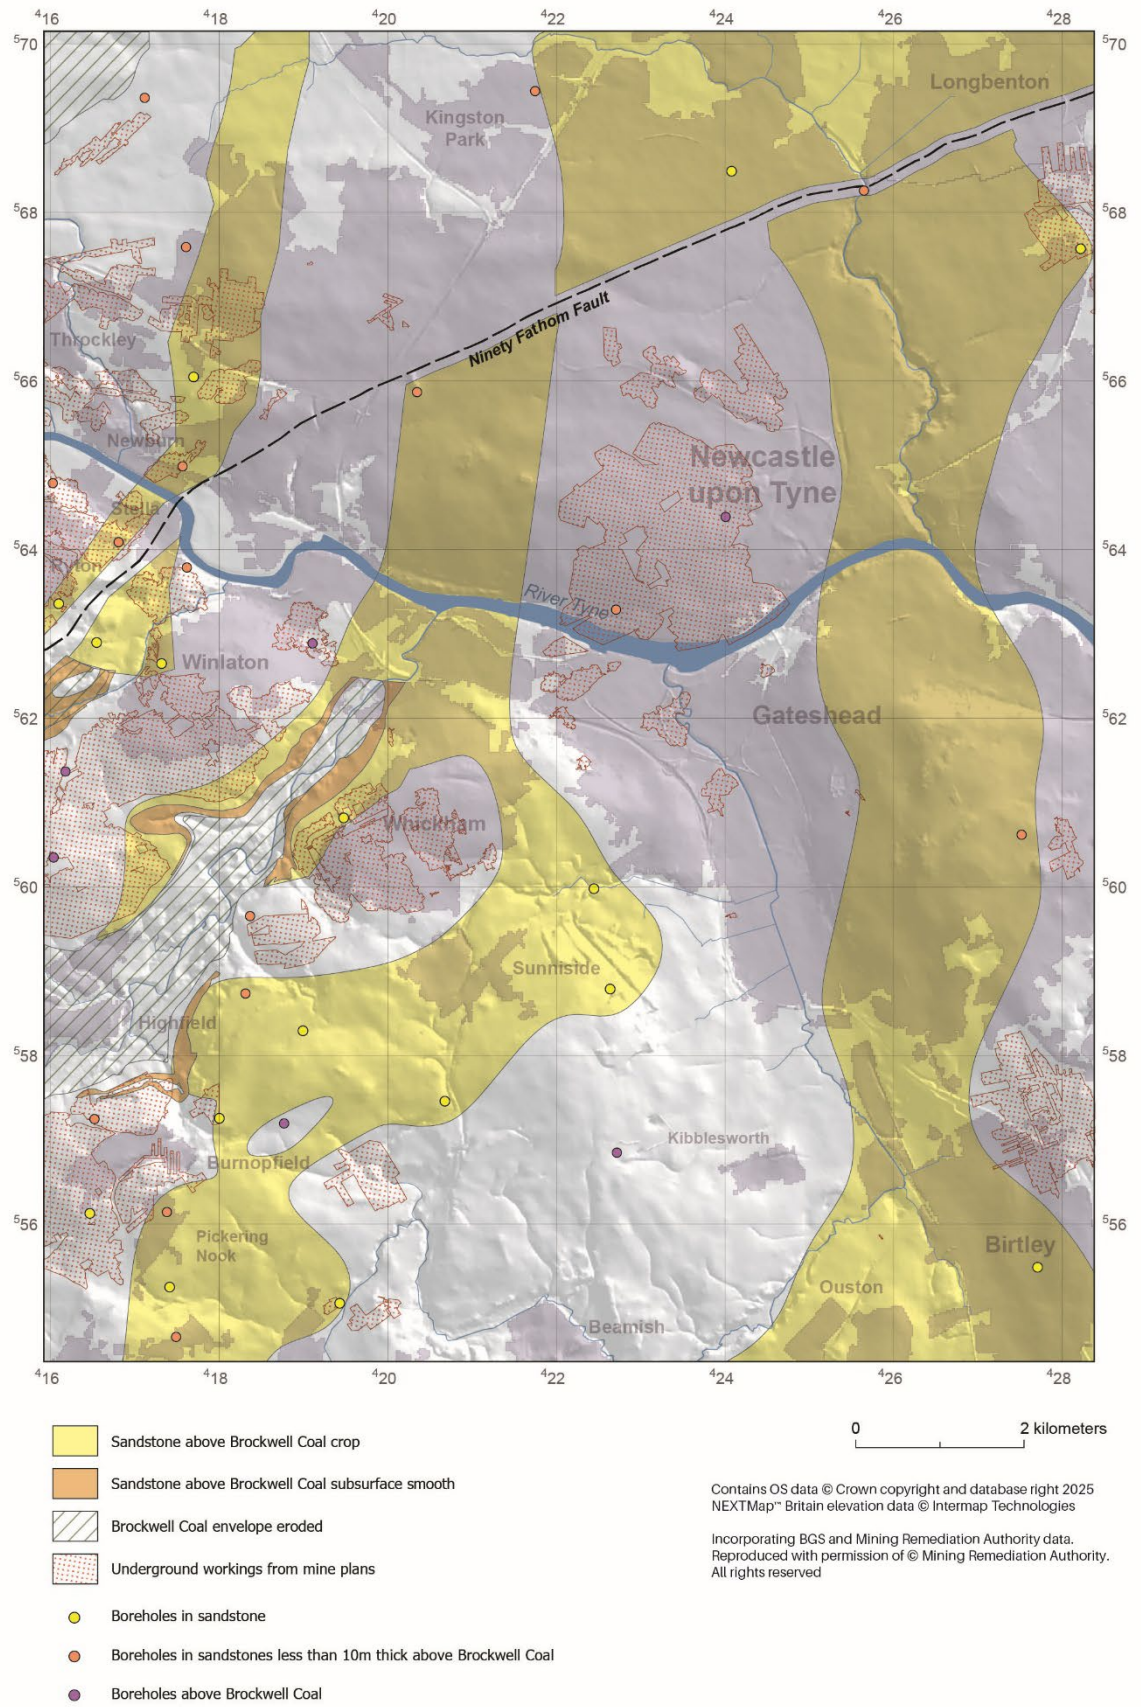 416 418 420 422 424 426 428
570 570
Longbenton
Kingston
Park
568 568
Ninety Fathom Fault
Throckley
566 566
Newburn
Newcastle
upon Tyne
Stella
564 564
Ryton
River Tyne
Winlaton
562 562
Gateshead
Whickham
560 560
Sunniside
Highfield
558 558
Kibblesworth
Burnopfield
556 556
Pickering
Nook
Birtley
Ouston
Beamish
416 418 420 422 424 426 428
0 2 kilometers
Sandstone above Brockwell Coal crop
Sandstone above Brockwell Coal subsurface smooth
Brockwell Coal envelope eroded
Underground workings from mine plans
Boreholes in sandstone
Boreholes in sandstones less than 10m thick above Brockwell Coal
Boreholes above Brockwell Coal
Contains OS data © Crown copyright and database right 2025
NEXTMap™ Britain elevation data © Intermap Technologies
Incorporating BGS and Mining Remediation Authority data.
Reproduced with permission of © Mining Remediation Authority.
All rights reserved